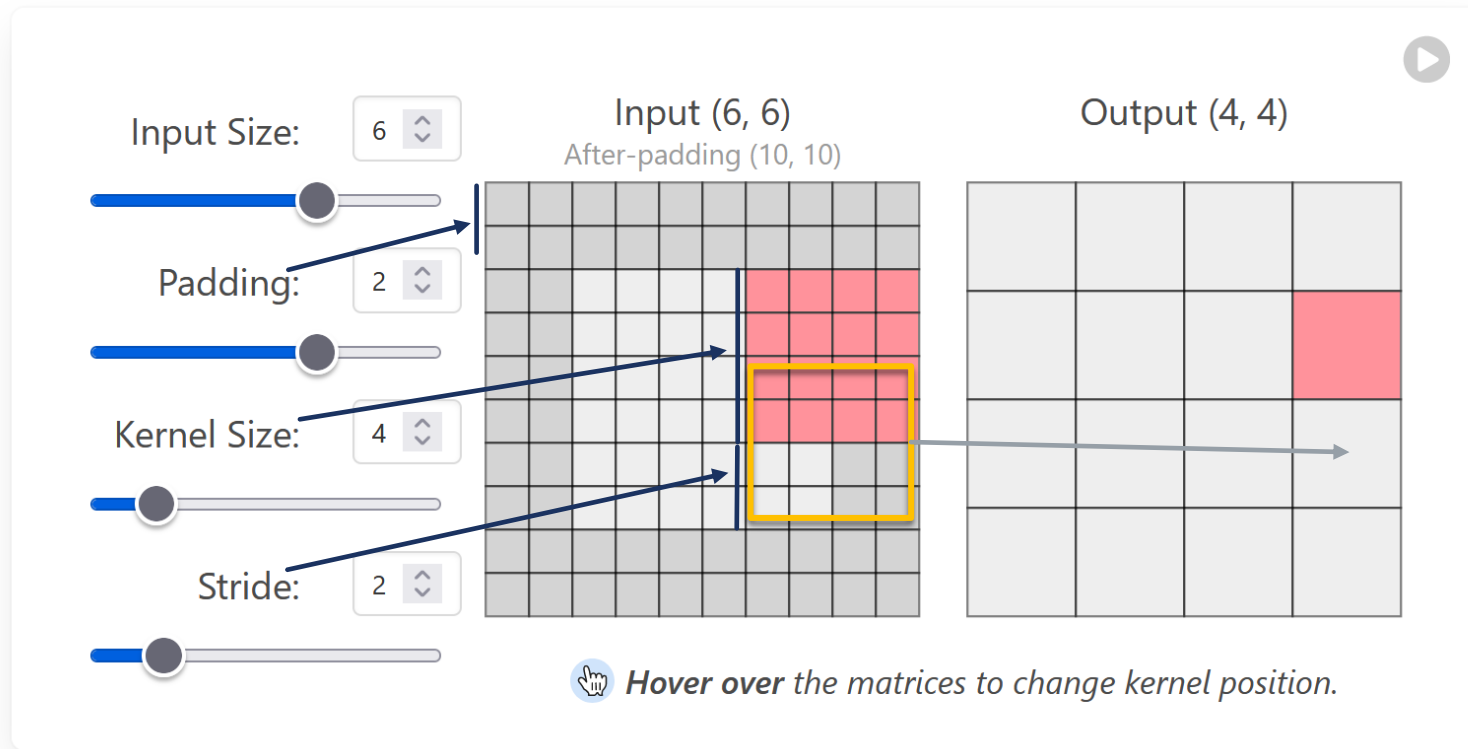 Input Size:
6
Padding:
2
Kernel Size:
4
Stride:
2
Input (6, 6)
After-padding (10, 10)
Output (4, 4)
Hover over the matrices to change kernel position.